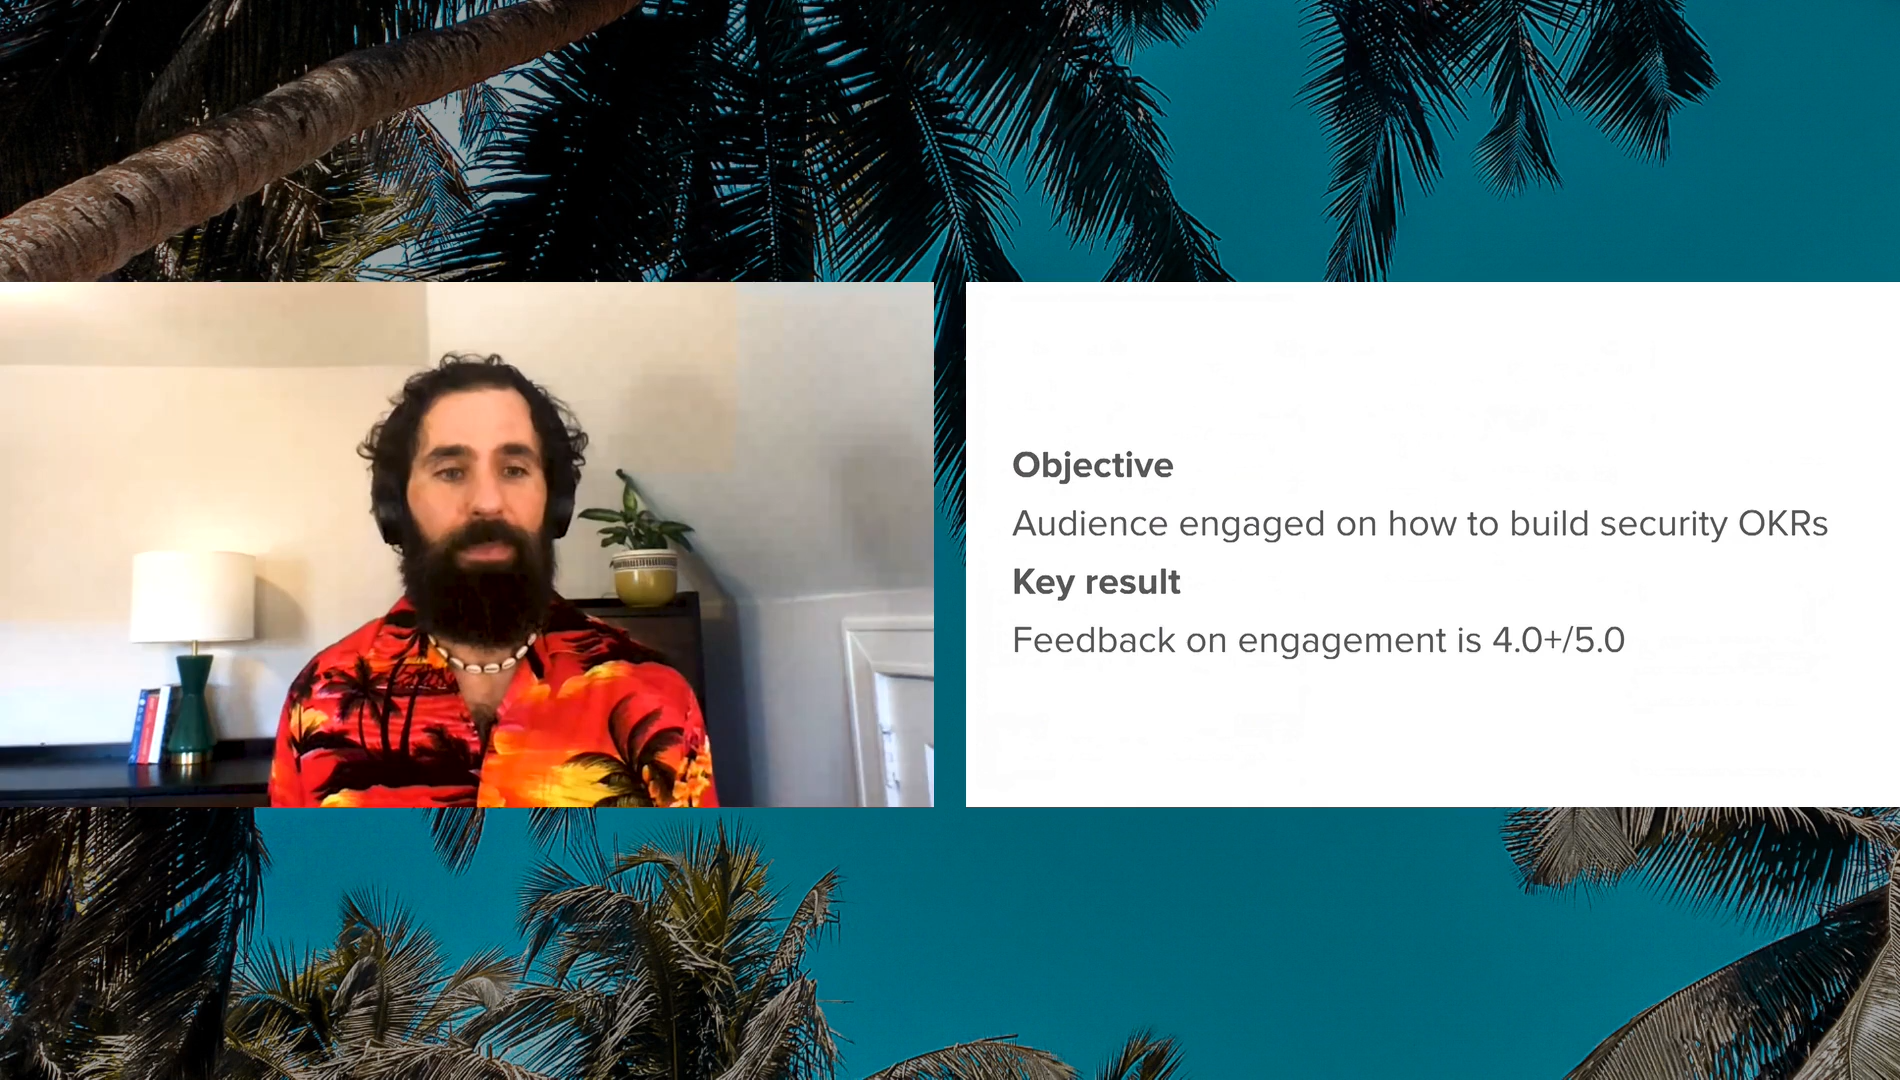 Objective
Audience engaged on how to build security OKRs
Key result
Feedback on engagement is 4.0+/5.0